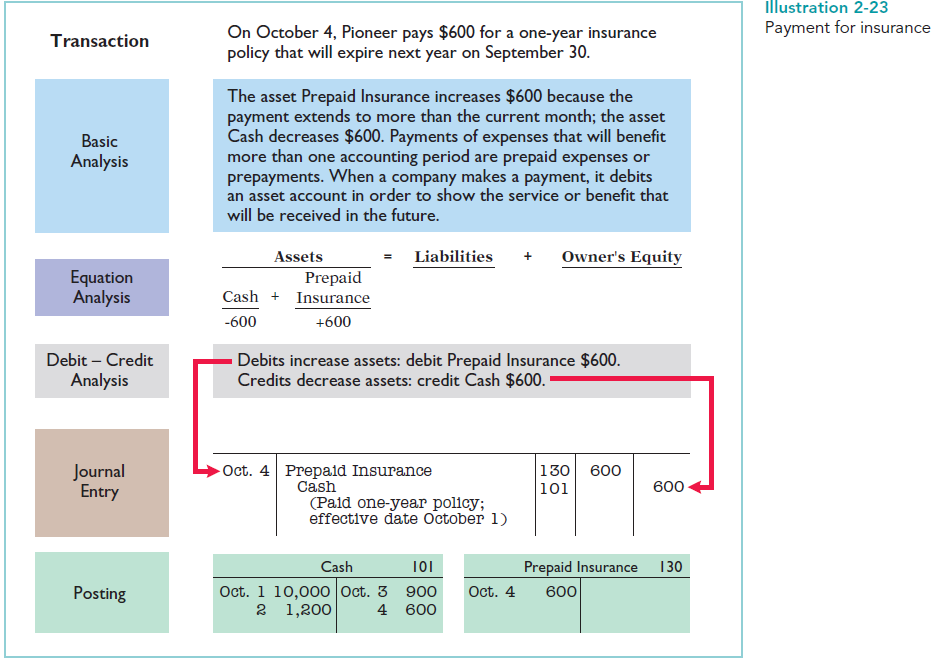 Illustration 2-23
Payment for insurance
Transaction
On October 4, Pioneer pays $600 for a one-year insurance
policy that will expire next year on September 30.
Basic
Analysis
The asset Prepaid Insurance increases $600 because the
payment extends to more than the current month; the asset
Cash decreases $600. Payments of expenses that will benefit
more than one accounting period are prepaid expenses or
prepayments. When a company makes a payment, it debits
an asset account in order to show the service or benefit that
will be received in the future.
Equation
Analysis
Assets = Liabilities + Owner's Equity
Prepaid
Cash + Insurance
-600 +600
Debit – Credit
Analysis
Debits increase assets: debit Prepaid Insurance $600.
Credits decrease assets: credit Cash $600.
Journal
Entry
Oct. 4 Prepaid Insurance 130 600
Cash 101 600
(Paid one-year policy;
effective date October 1)
Posting
Cash 101
Oct. 1 10,000 Oct. 3 900
2 1,200 4 600
Prepaid Insurance 130
Oct. 4 600